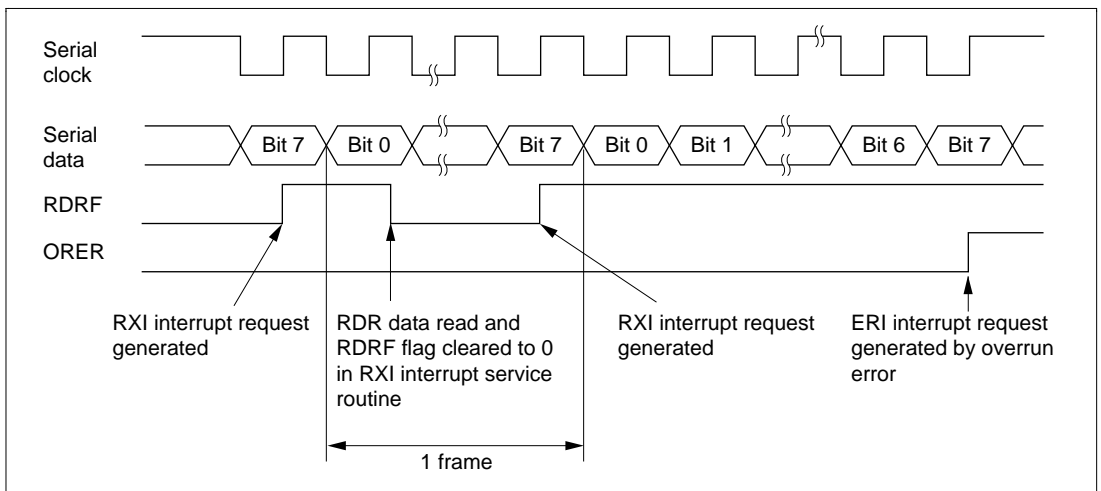 Serial
clock
Serial
data
Bit 7 Bit 0 Bit 7 Bit 0 Bit 1 Bit 6 Bit 7
RDRF
ORER
RXI interrupt request
generated
RDR data read and
RDRF flag cleared to 0
in RXI interrupt service
routine
RXI interrupt request
generated
ERI interrupt request
generated by overrun
error
1 frame